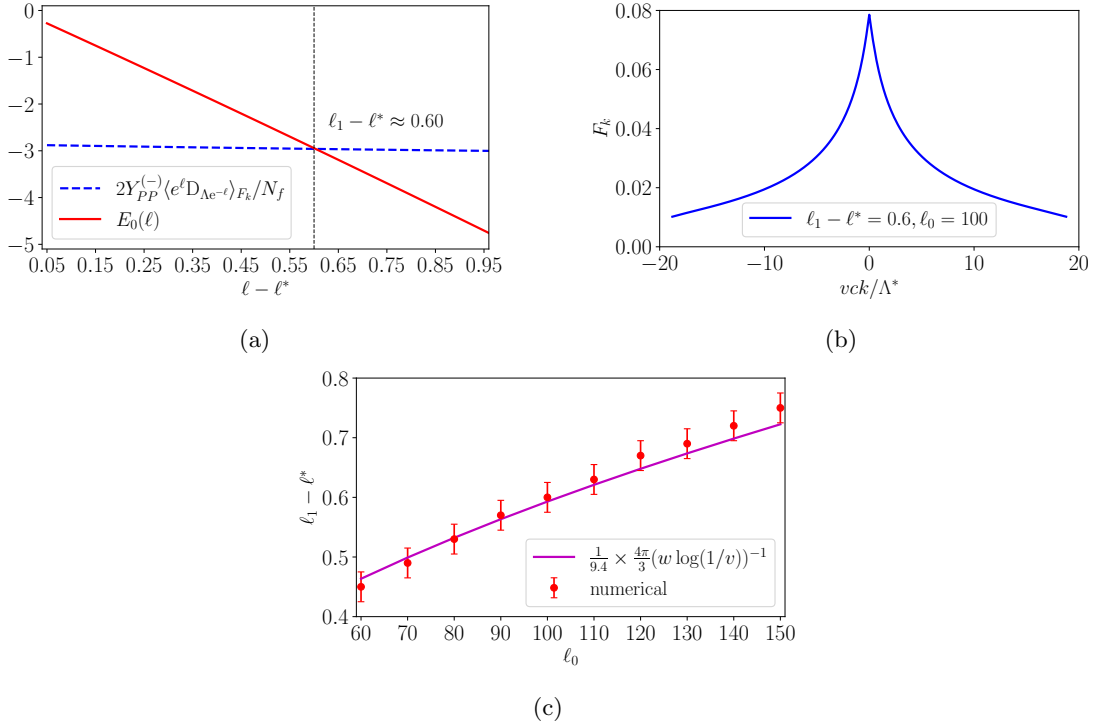 0
−1
−2
−3
−4
−5
ℓ₁ − ℓ* ≈ 0.60
2Y_{PP}^{(−)}⟨e^ℓ D_{Λe^{−ℓ}}⟩_{F_k}/N_f
E₀(ℓ)
0.05 0.15 0.25 0.35 0.45 0.55 0.65 0.75 0.85 0.95
ℓ − ℓ*
(a)
F_k
0.08
0.06
0.04
0.02
0.00
ℓ₁ − ℓ* = 0.6, ℓ₀ = 100
−20 −10 0 10 20
vck/Λ*
(b)
ℓ₁ − ℓ*
0.8
0.7
0.6
0.5
0.4
\frac{1}{9.4} × \frac{4π}{3}(w log(1/v))^{−1}
numerical
60 70 80 90 100 110 120 130 140 150
ℓ₀
(c)